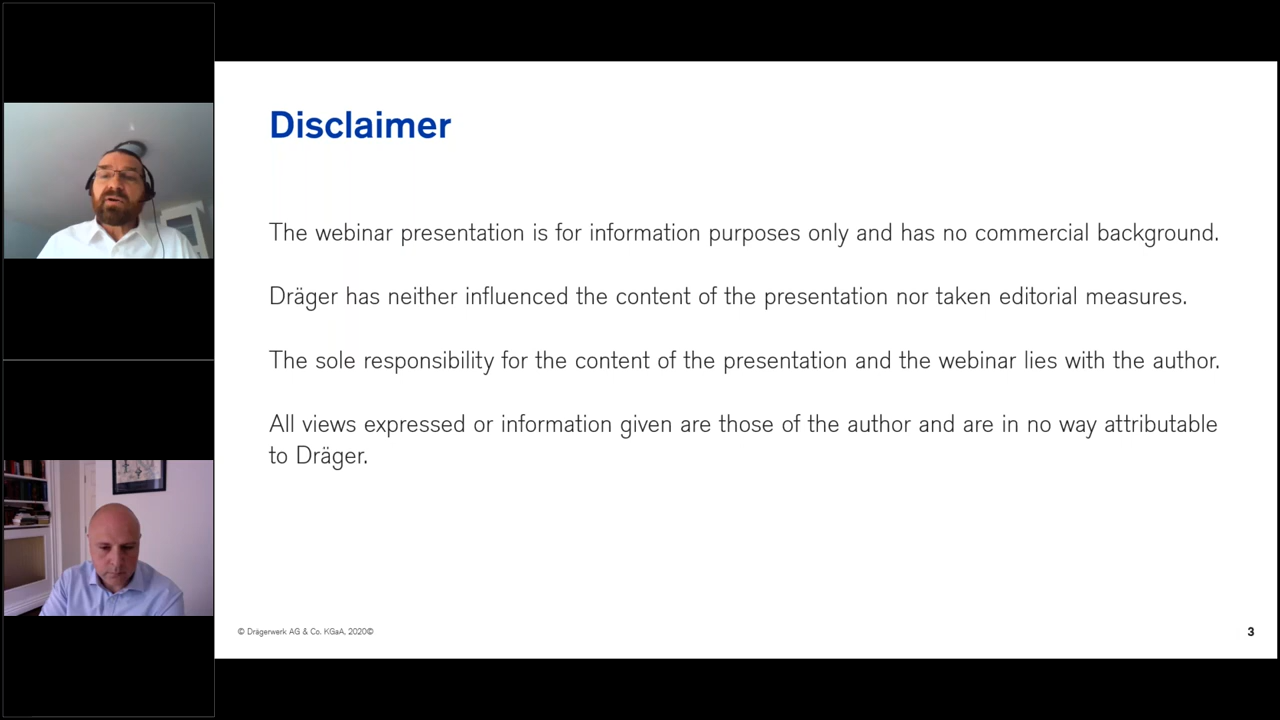 Disclaimer
The webinar presentation is for information purposes only and has no commercial background.
Dräger has neither influenced the content of the presentation nor taken editorial measures.
The sole responsibility for the content of the presentation and the webinar lies with the author.
All views expressed or information given are those of the author and are in no way attributable
to Dräger.
© Drägerwerk AG & Co. KGaA, 2020©
3